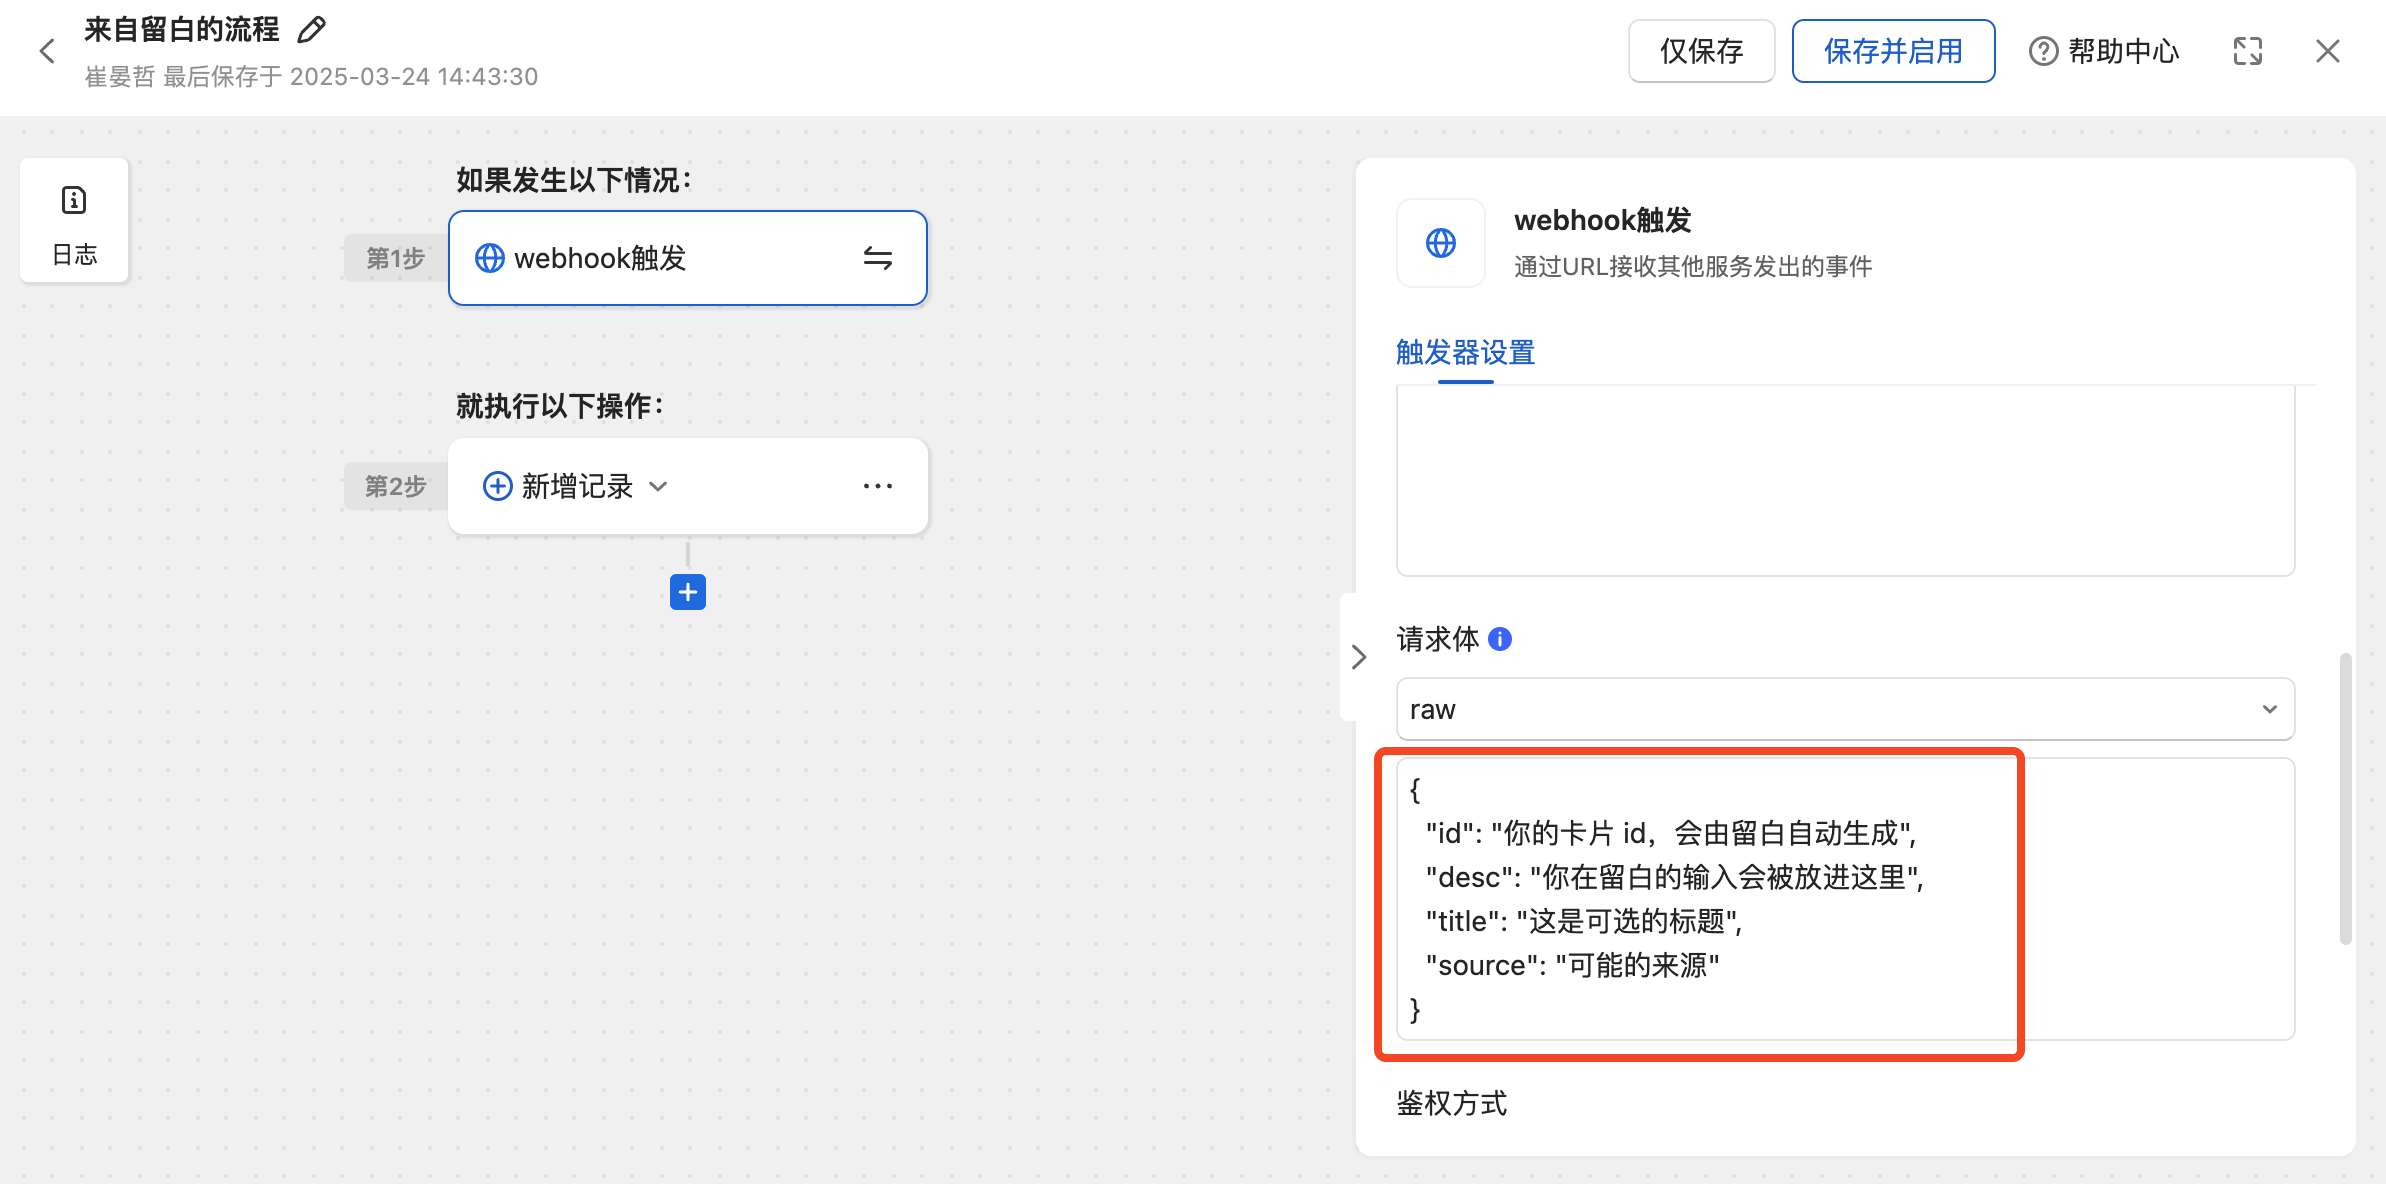 来自留白的流程
崔晏哲 最后保存于 2025-03-24 14:43:30
仅保存
保存并启用
帮助中心
日志
如果发生以下情况：
第1步
webhook触发
就执行以下操作：
第2步
新增记录
webhook触发
通过URL接收其他服务发出的事件
触发器设置
请求体
raw
{
"id": "你的卡片 id，会由留白自动生成",
"desc": "你在留白的输入会被放进这里",
"title": "这是可选的标题",
"source": "可能的来源"
}
鉴权方式